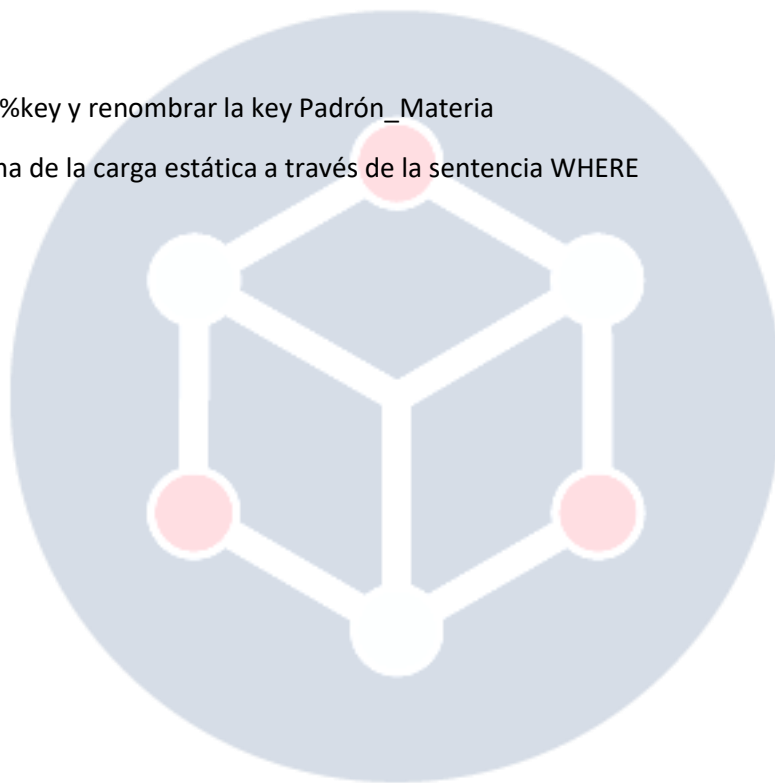 %key y renombrar la key Padrón_Materia
na de la carga estática a través de la sentencia WHERE